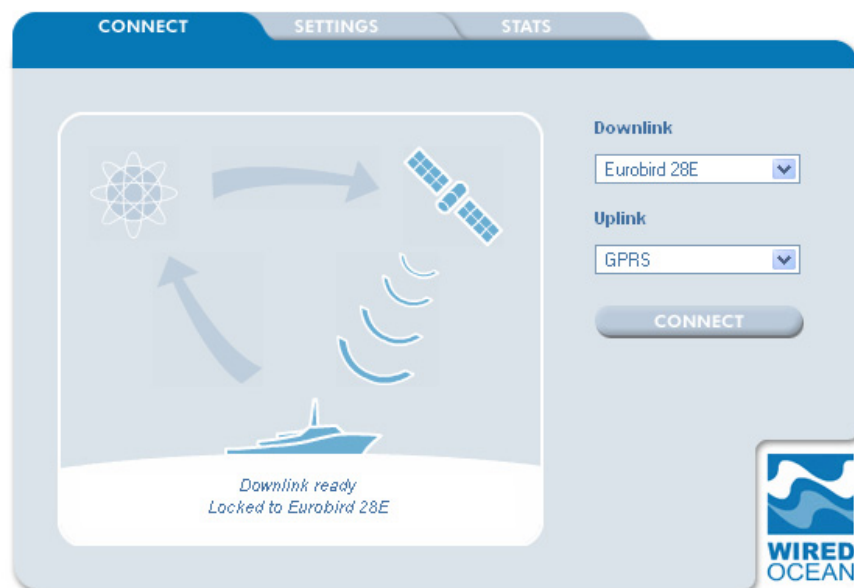 CONNECT
SETTINGS
STATS
Downlink
Eurobird 28E
Uplink
GPRS
CONNECT
Downlink ready
Locked to Eurobird 28E
WIRED
OCEAN